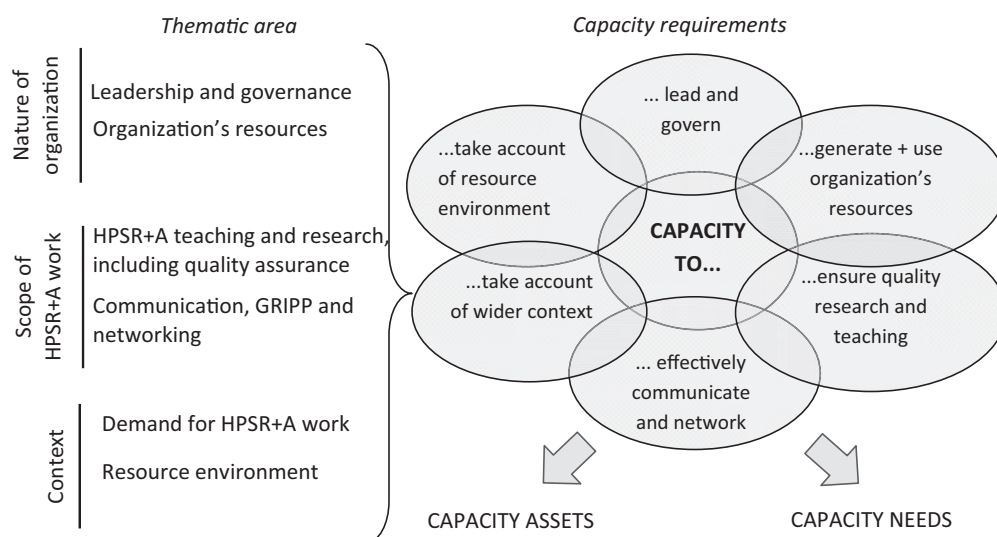 Thematic area
Capacity requirements
Nature of
organization
Leadership and governance
Organization's resources
Scope of
HPSR+A work
HPSR+A teaching and research,
including quality assurance
Communication, GRIPP and
networking
Context
Demand for HPSR+A work
Resource environment
... lead and
govern
...take account
of resource
environment
...generate + use
organization's
resources
CAPACITY
TO...
...take account
of wider context
...ensure quality
research and
teaching
... effectively
communicate
and network
CAPACITY ASSETS
CAPACITY NEEDS